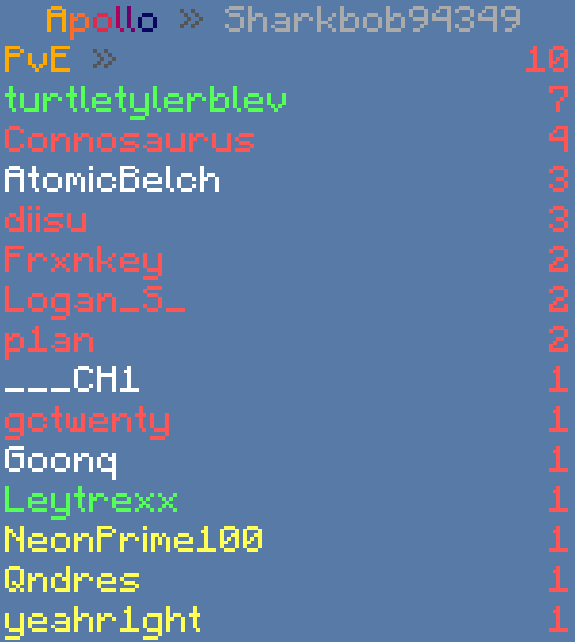 Apollo » Sharkbob94349
PvE » 10
turtletylerblev 7
Connosaurus 4
AtomicBelch 3
diisu 3
Frxnkey 2
Logan_S_ 2
p1an 2
___CH1 1
gotwenty 1
Goonq 1
Leytrexx 1
NeonPrime100 1
Qndres 1
yeahr1ght 1